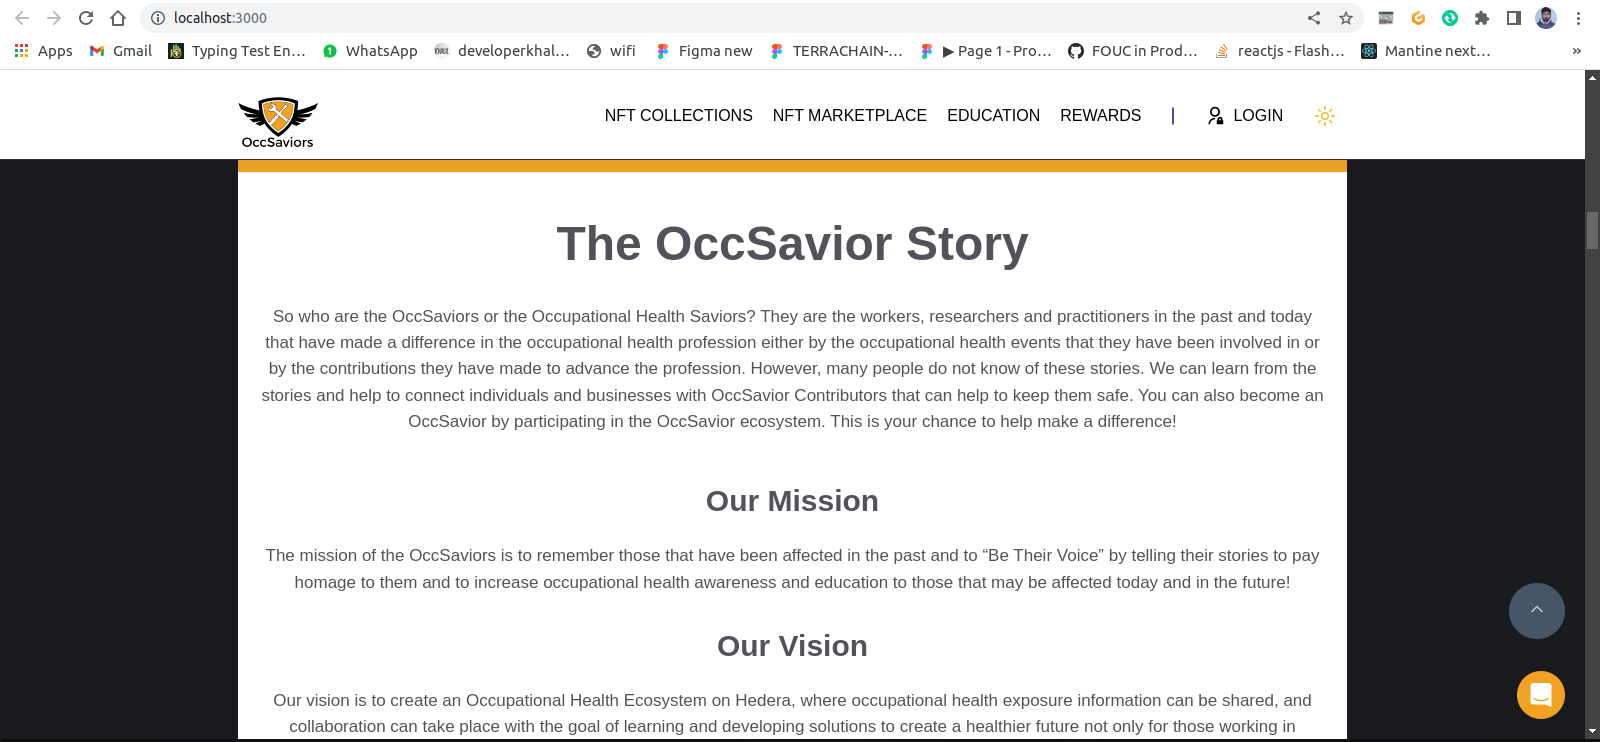 localhost:3000
Apps Gmail Typing Test En… WhatsApp developerkhal… wifi Figma new TERRACHAIN-… ▶ Page 1 - Pro… FOUC in Prod… reactjs - Flash… Mantine next… »
OccSaviors
NFT COLLECTIONS NFT MARKETPLACE EDUCATION REWARDS | LOGIN
The OccSavior Story
So who are the OccSaviors or the Occupational Health Saviors? They are the workers, researchers and practitioners in the past and today
that have made a difference in the occupational health profession either by the occupational health events that they have been involved in or
by the contributions they have made to advance the profession. However, many people do not know of these stories. We can learn from the
stories and help to connect individuals and businesses with OccSavior Contributors that can help to keep them safe. You can also become an
OccSavior by participating in the OccSavior ecosystem. This is your chance to help make a difference!
Our Mission
The mission of the OccSaviors is to remember those that have been affected in the past and to “Be Their Voice” by telling their stories to pay
homage to them and to increase occupational health awareness and education to those that may be affected today and in the future!
Our Vision
Our vision is to create an Occupational Health Ecosystem on Hedera, where occupational health exposure information can be shared, and
collaboration can take place with the goal of learning and developing solutions to create a healthier future not only for those working in